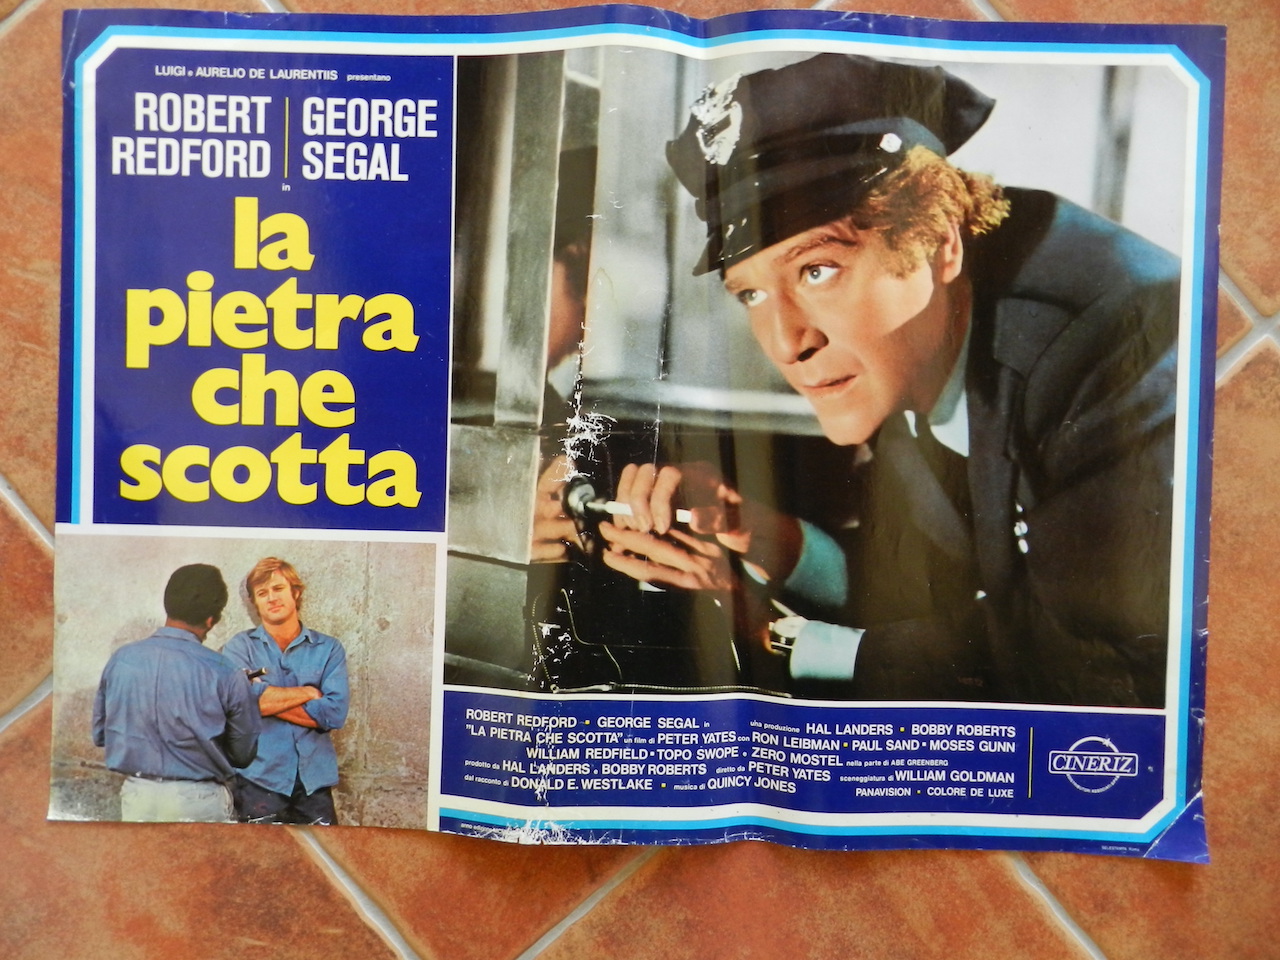 LUIGI e AURELIO DE LAURENTIIS presentano
ROBERT REDFORD
GEORGE SEGAL
in
la
pietra
che
scotta
ROBERT REDFORD - GEORGE SEGAL in una produzione HAL LANDERS - BOBBY ROBERTS
"LA PIETRA CHE SCOTTA" un film di PETER YATES con RON LEIBMAN - PAUL SAND - MOSES GUNN
WILLIAM REDFIELD - TOPO SWOPE e ZERO MOSTEL nella parte di ABE GREENBERG
prodotto da HAL LANDERS e BOBBY ROBERTS diretto da PETER YATES sceneggiatura di WILLIAM GOLDMAN
dal racconto di DONALD E. WESTLAKE - musica di QUINCY JONES PANAVISION - COLORE DE LUXE
CINERIZ